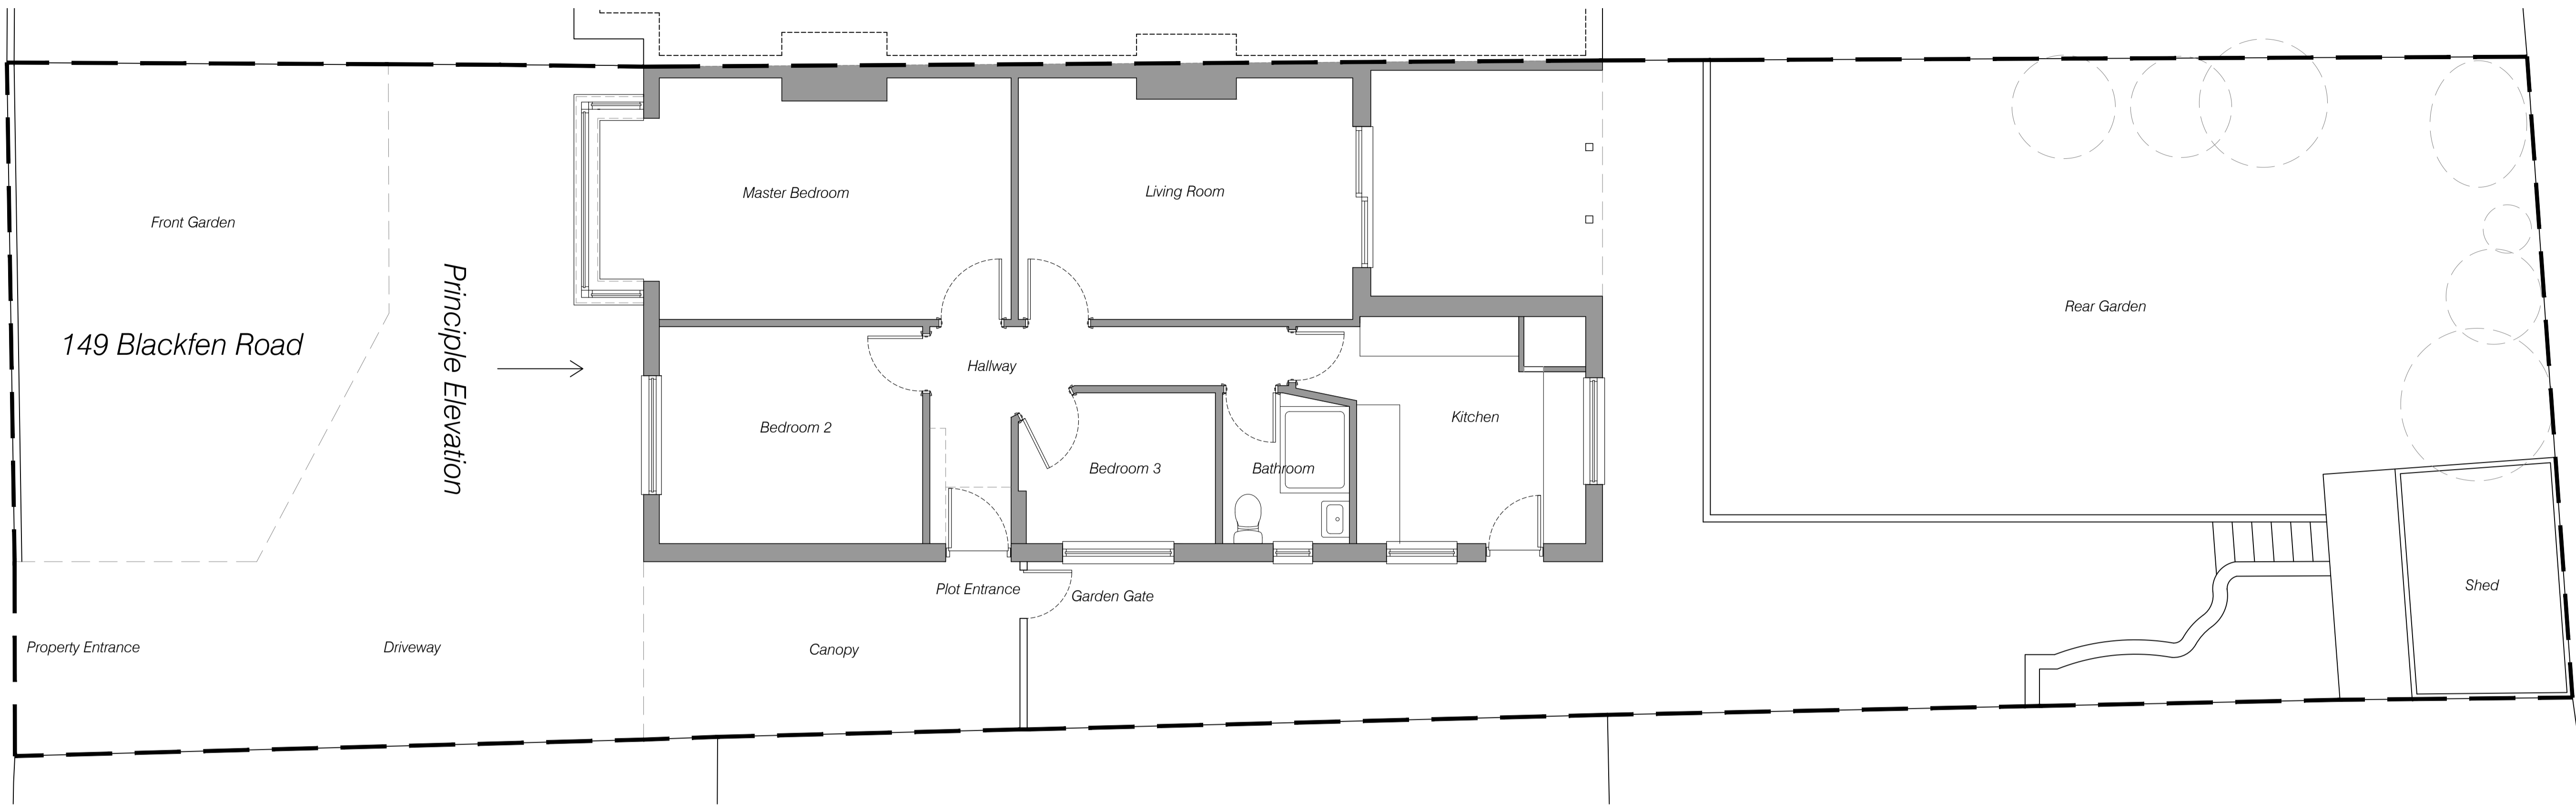 Front Garden
149 Blackfen Road
Principle Elevation
Master Bedroom
Living Room
Rear Garden
Hallway
Bedroom 2
Kitchen
Bedroom 3
Bathroom
Plot Entrance
Garden Gate
Shed
Property Entrance
Driveway
Canopy